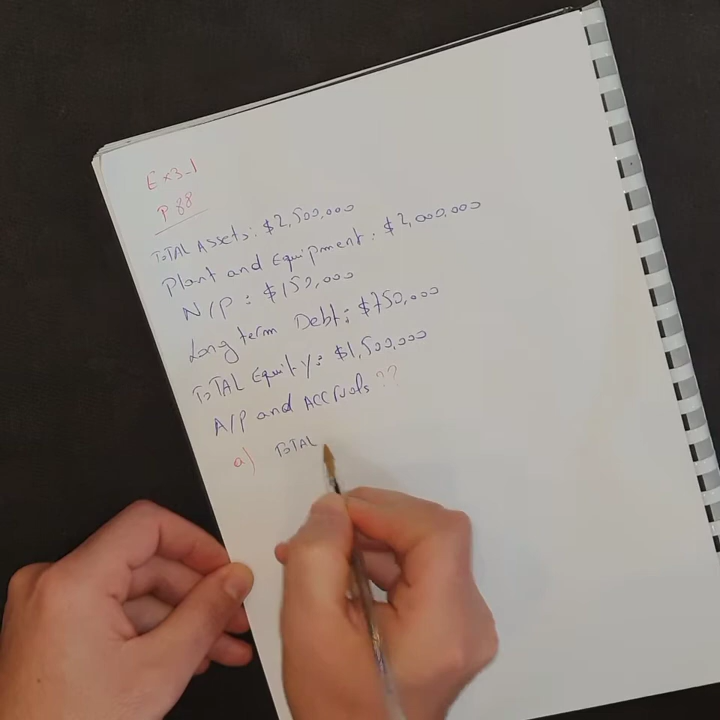 Ex3-1
P 88
TOTAL Assets: $2,500,000
Plant and Equipment: $2,000,000
N/P: $150,000
Long term Debt: $750,000
TOTAL Equity: $1,500,000
A/P and Accruals ??
a) TOTAL